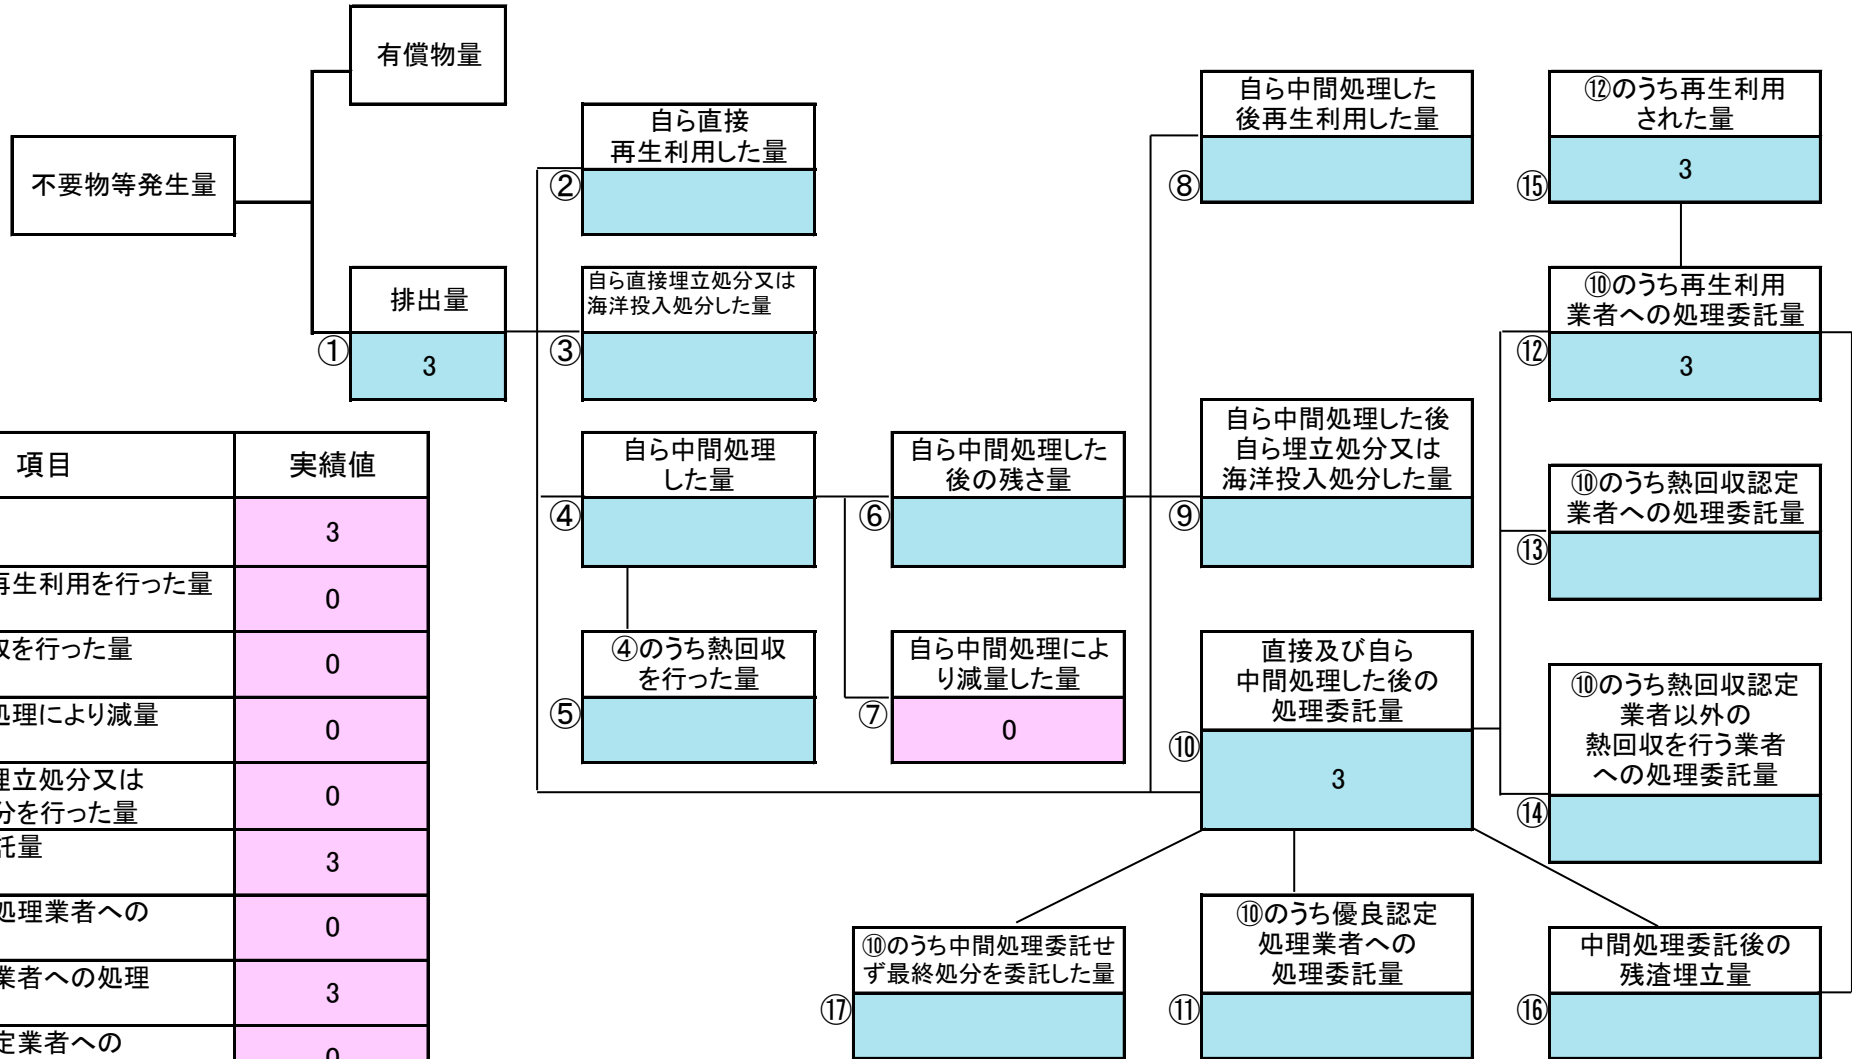 有償物量
不要物等発生量
排出量
①
3
自ら直接
再生利用した量
②
自ら直接埋立処分又は
海洋投入処分した量
③
自ら中間処理
した量
④
④のうち熱回収
を行った量
⑤
自ら中間処理した
後の残さ量
⑥
自ら中間処理によ
り減量した量
⑦
0
自ら中間処理した
後再生利用した量
⑧
自ら中間処理した後
自ら埋立処分又は
海洋投入処分した量
⑨
直接及び自ら
中間処理した後の
処理委託量
⑩
3
⑫のうち再生利用
された量
⑮
3
⑩のうち再生利用
業者への処理委託量
⑫
3
⑩のうち熱回収認定
業者への処理委託量
⑬
⑩のうち熱回収認定
業者以外の
熱回収を行う業者
への処理委託量
⑭
⑩のうち中間処理委託せ
ず最終処分を委託した量
⑰
⑩のうち優良認定
処理業者への
処理委託量
⑪
中間処理委託後の
残渣埋立量
⑯
項目 実績値
3
再生利用を行った量 0
を行った量 0
処理により減量 0
埋立処分又は
を行った量 0
託量 3
処理業者への 0
業者への処理 3
定業者への 0